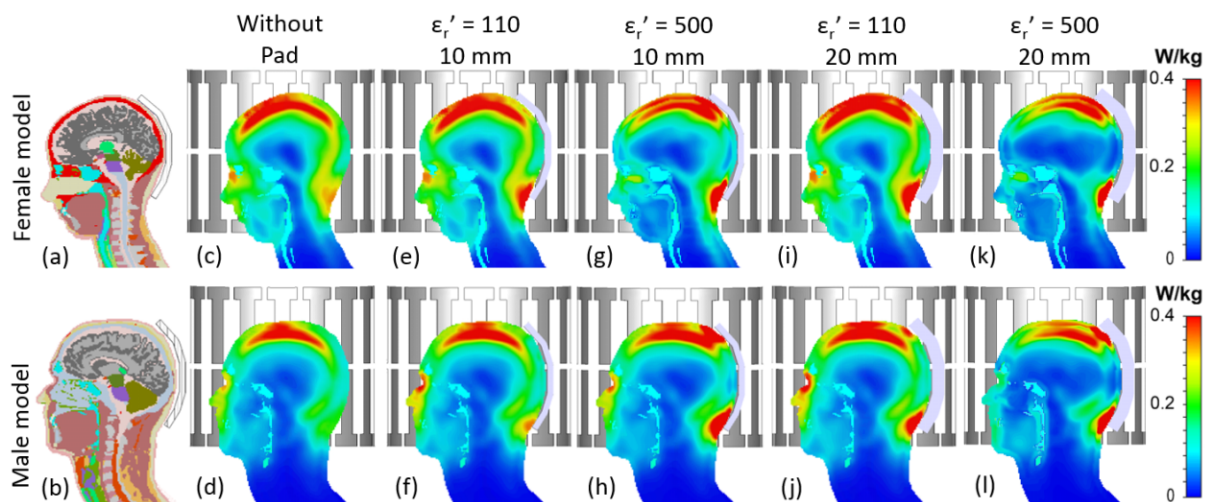 Without Pad
εr’ = 110 10 mm
εr’ = 500 10 mm
εr’ = 110 20 mm
εr’ = 500 20 mm
W/kg
0.4
0.2
0
Female model
(a)
(c)
(e)
(g)
(i)
(k)
W/kg
0.4
0.2
0
Male model
(b)
(d)
(f)
(h)
(j)
(l)